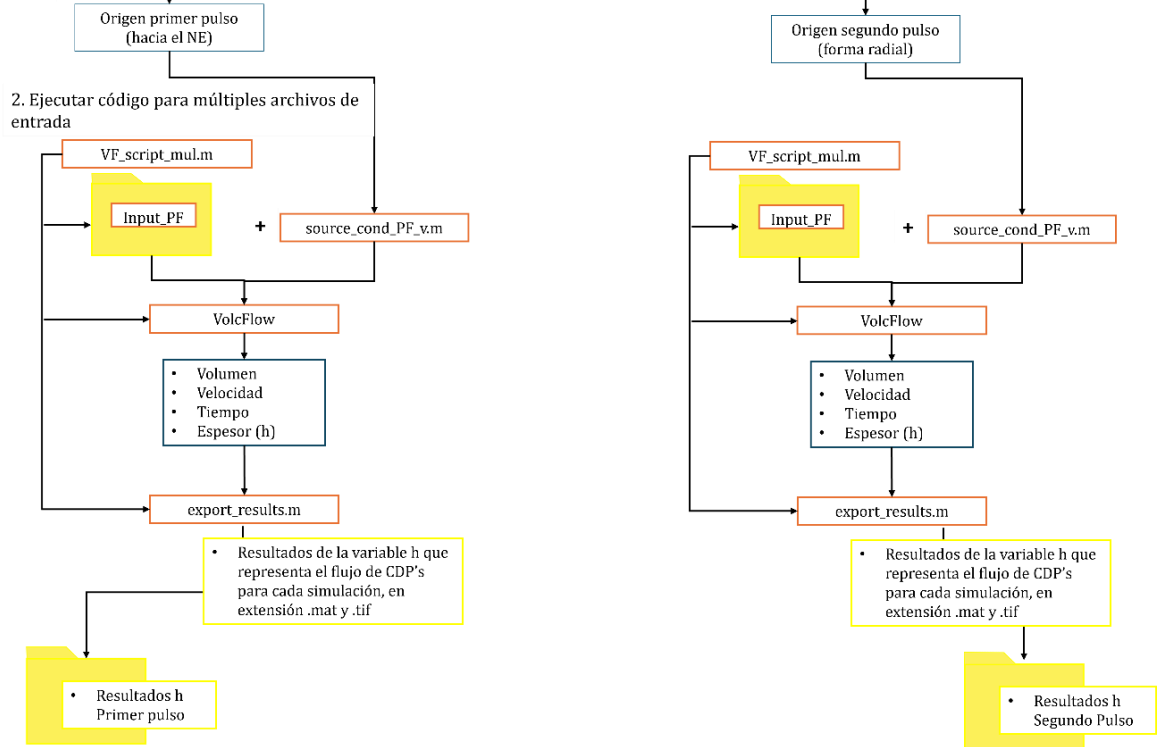 Origen primer pulso
(hacia el NE)
2. Ejecutar código para múltiples archivos de
entrada
VF_script_mul.m
Input_PF
+
source_cond_PF_v.m
VolcFlow
• Volumen
• Velocidad
• Tiempo
• Espesor (h)
export_results.m
• Resultados de la variable h que
representa el flujo de CDP's
para cada simulación, en
extensión .mat y .tif
• Resultados h
Primer pulso
Origen segundo pulso
(forma radial)
VF_script_mul.m
Input_PF
+
source_cond_PF_v.m
VolcFlow
• Volumen
• Velocidad
• Tiempo
• Espesor (h)
export_results.m
• Resultados de la variable h que
representa el flujo de CDP's
para cada simulación, en
extensión .mat y .tif
• Resultados h
Segundo Pulso